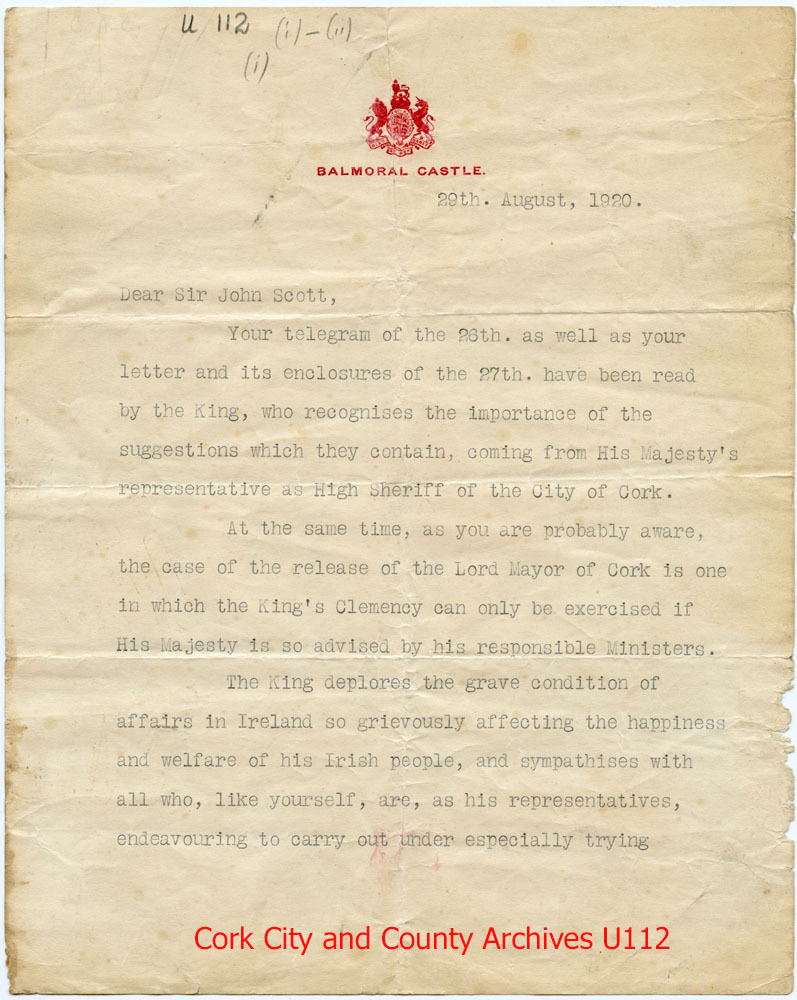 U 112 (i)-(ii)
(i)
BALMORAL CASTLE.
29th. August, 1920.
Dear Sir John Scott,
Your telegram of the 26th. as well as your
letter and its enclosures of the 27th. have been read
by the King, who recognises the importance of the
suggestions which they contain, coming from His Majesty's
representative as High Sheriff of the City of Cork.
At the same time, as you are probably aware,
the case of the release of the Lord Mayor of Cork is one
in which the King's Clemency can only be exercised if
His Majesty is so advised by his responsible Ministers.
The King deplores the grave condition of
affairs in Ireland so grievously affecting the happiness
and welfare of his Irish people, and sympathises with
all who, like yourself, are, as his representatives,
endeavouring to carry out under especially trying
Cork City and County Archives U112